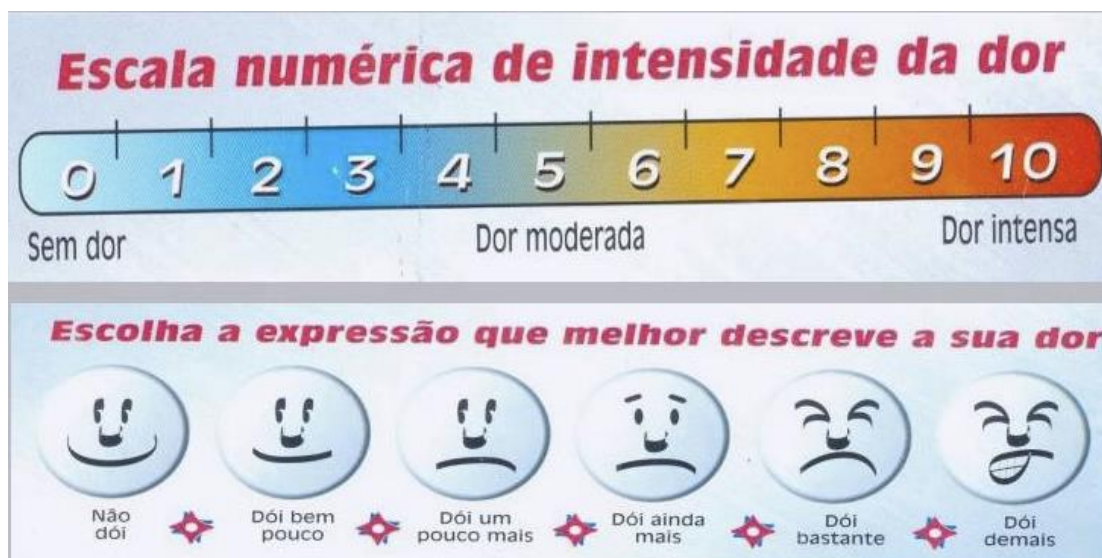 Escala numérica de intensidade da dor
0 1 2 3 4 5 6 7 8 9 10
Sem dor Dor moderada Dor intensa
Escolha a expressão que melhor descreve a sua dor
Não dói
Dói bem pouco
Dói um pouco mais
Dói ainda mais
Dói bastante
Dói demais